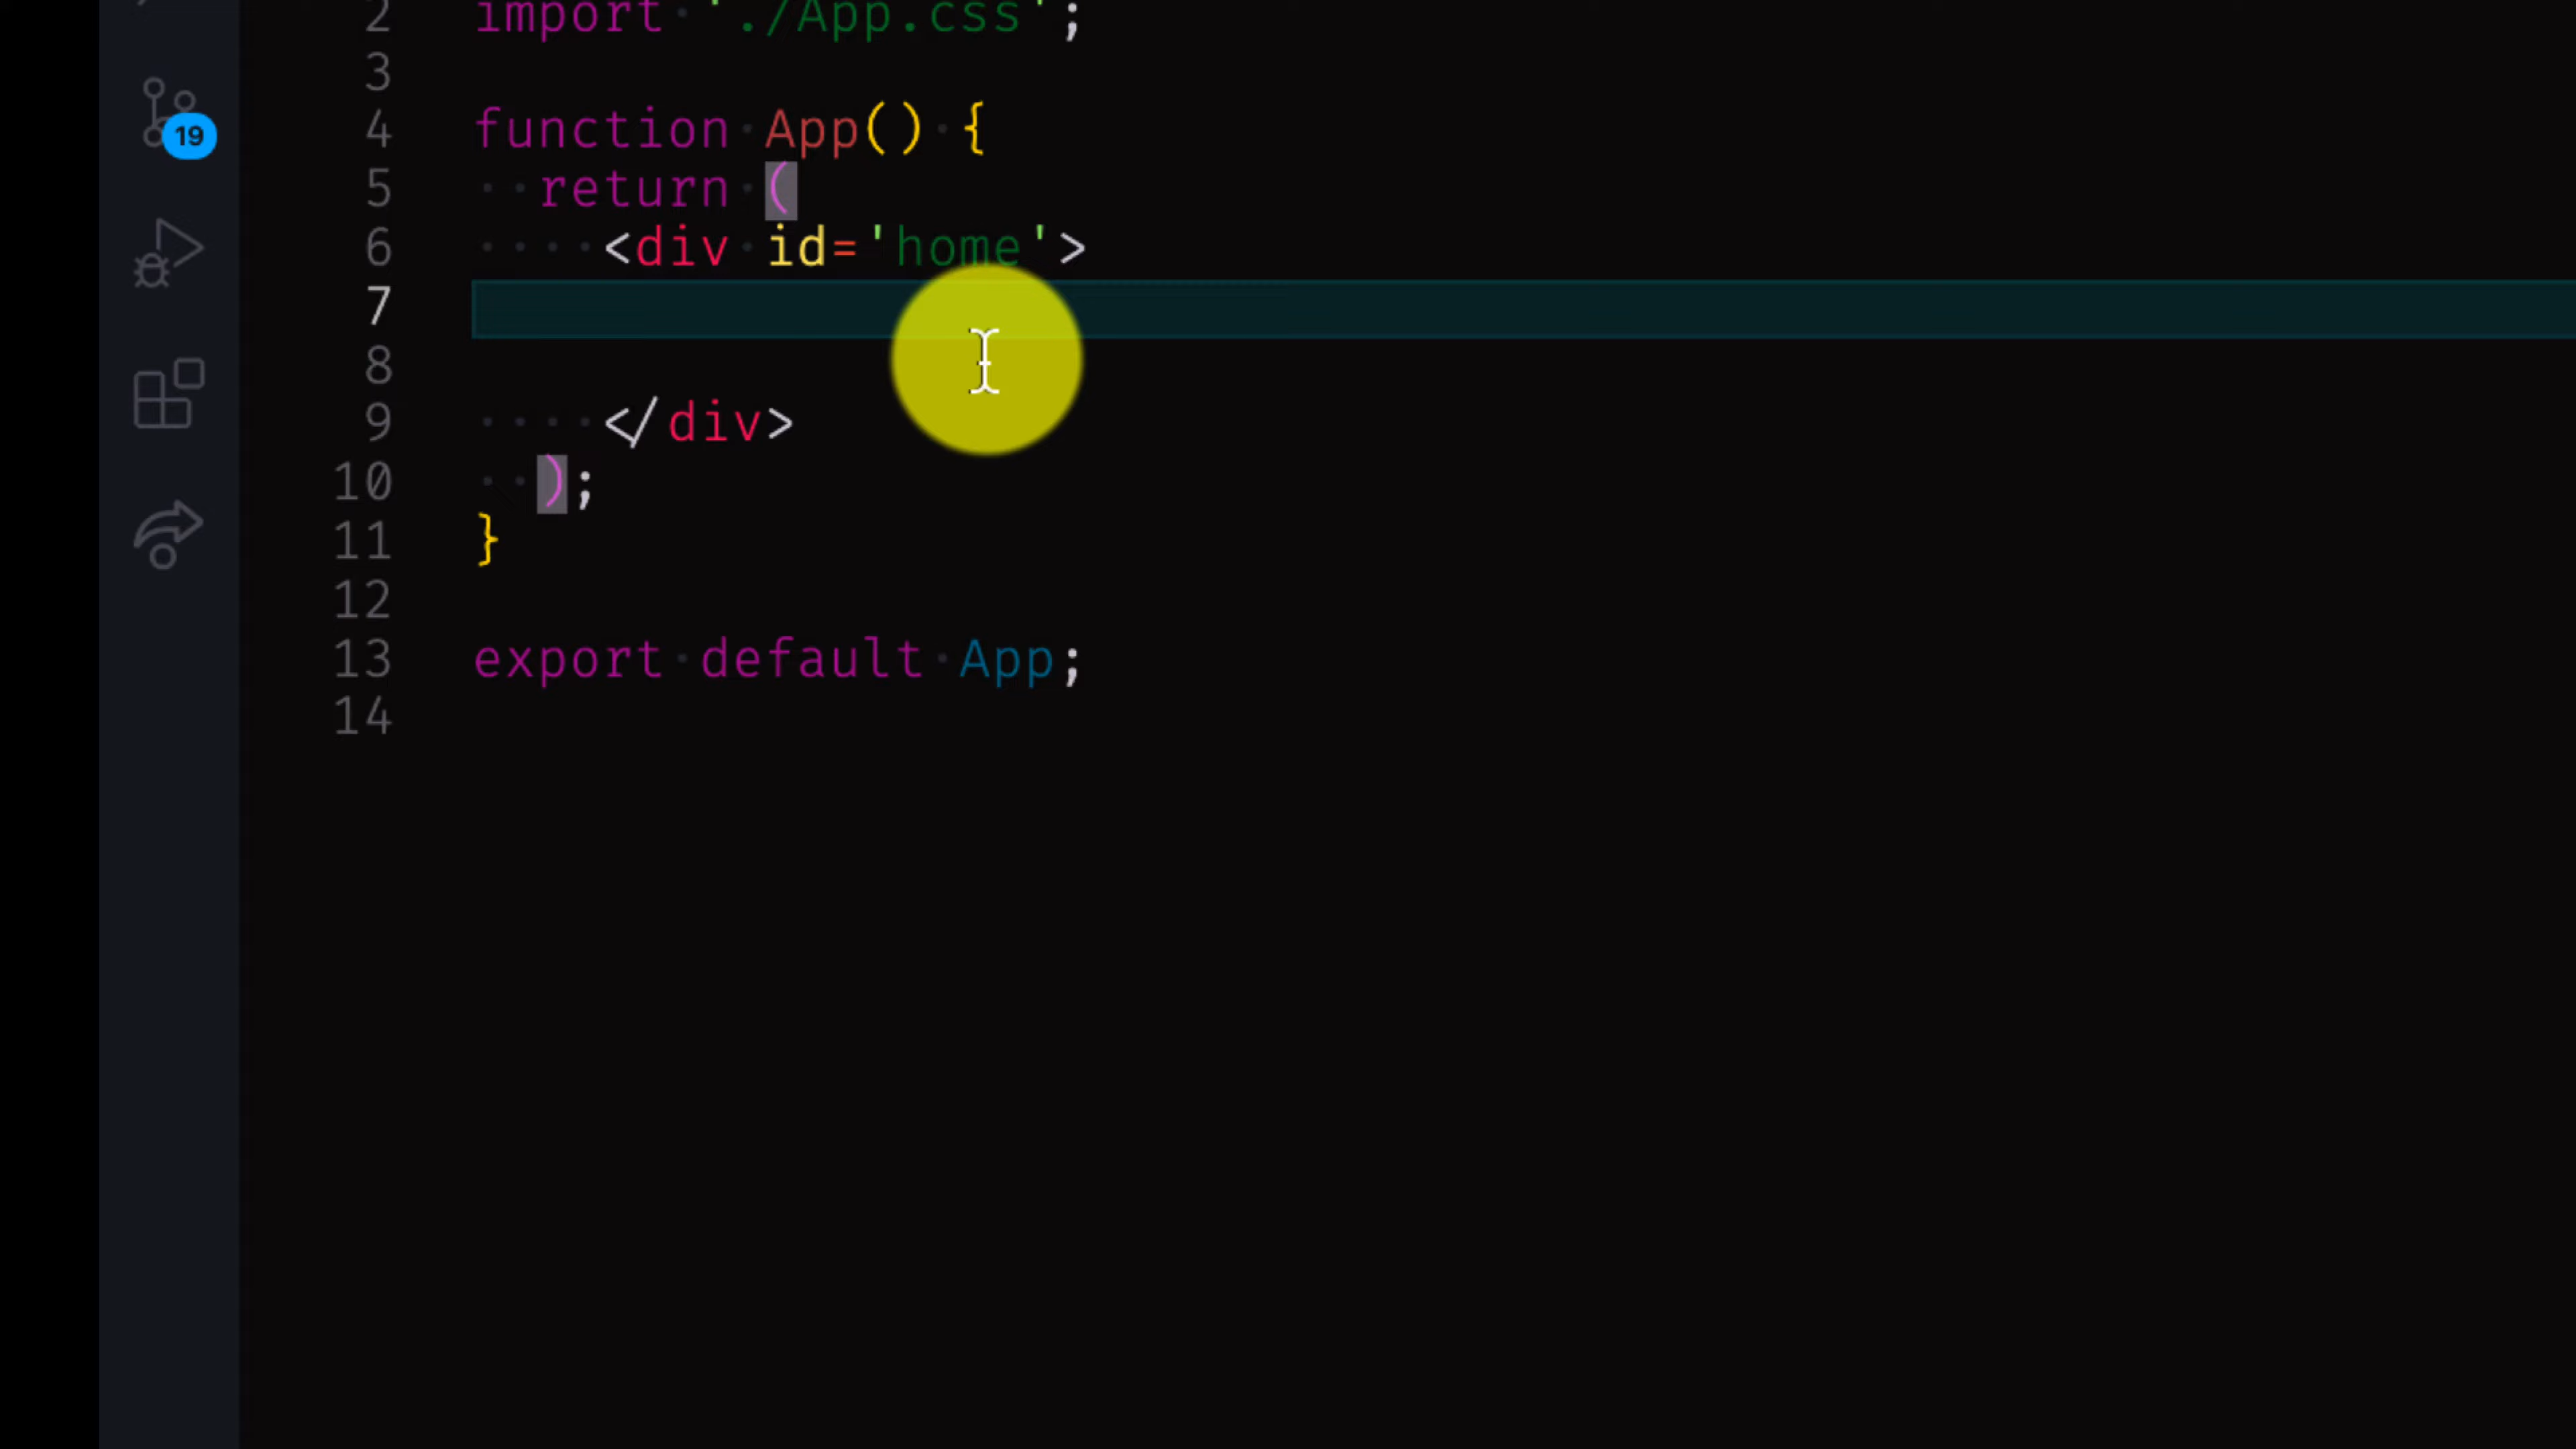 2 import './App.css';
3
4 function App() {
19
5 return (
6 <div id='home'>
7
8
9 </div>
10 );
11 }
12
13 export default App;
14